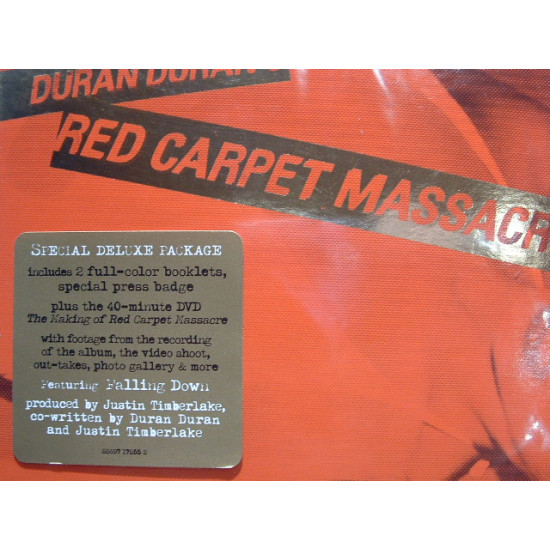 DURAN DURAN
RED CARPET MASSACR
SPECIAL DELUXE PACKAGE
includes 2 full-color booklets,
special press badge
plus the 40-minute DVD
The Making of Red Carpet Massacre
with footage from the recording
of the album, the video shoot,
out-takes, photo gallery & more
Featuring Falling Down
produced by Justin Timberlake,
co-written by Duran Duran
and Justin Timberlake